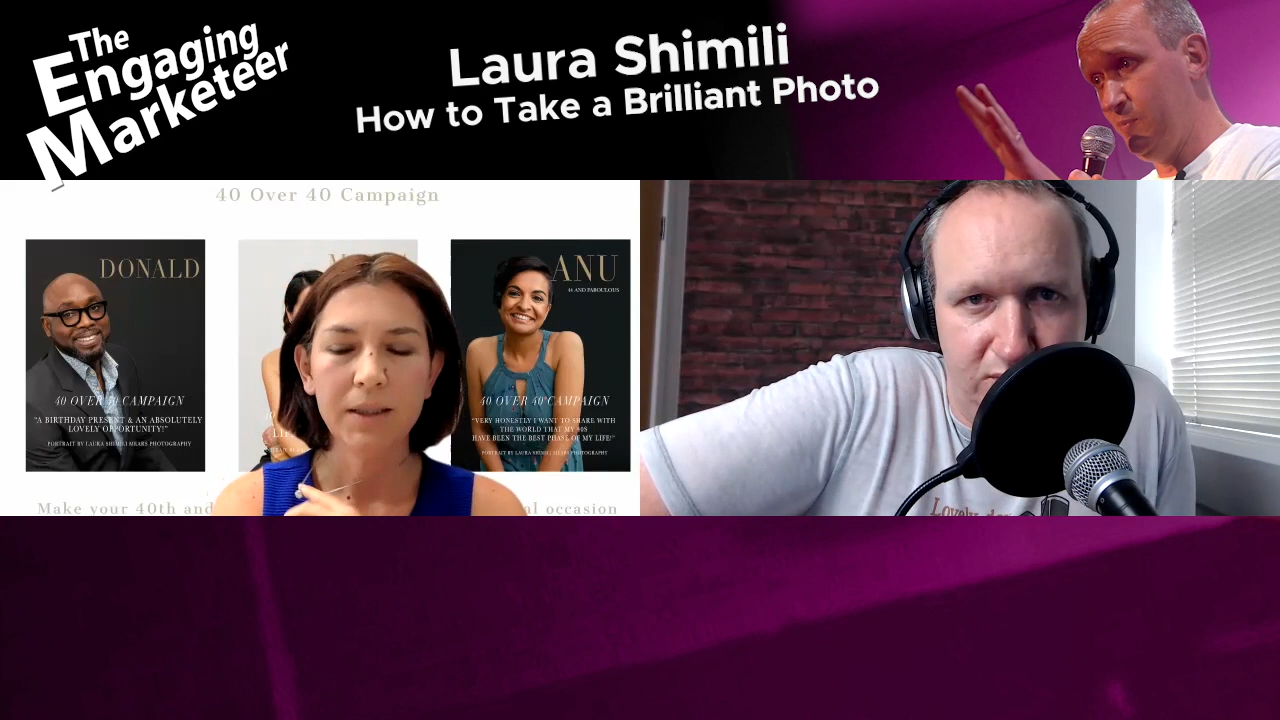 The
Engaging
Marketeer
Laura Shimili
How to Take a Brilliant Photo
40 Over 40 Campaign
DONALD
40 OVER 40 CAMPAIGN
"A BIRTHDAY PRESENT & AN ABSOLUTELY
LOVELY OPPORTUNITY!"
PORTRAIT BY LAURA SHIMILI MEARS PHOTOGRAPHY
ANU
44 AND FABOULOUS
40 OVER 40 CAMPAIGN
"VERY HONESTLY I WANT TO SHARE WITH
THE WORLD THAT MY 40S
HAVE BEEN THE BEST PHASE OF MY LIFE!"
PORTRAIT BY LAURA SHIMILI MEARS PHOTOGRAPHY
Make your 40th and
occasion
Lovely